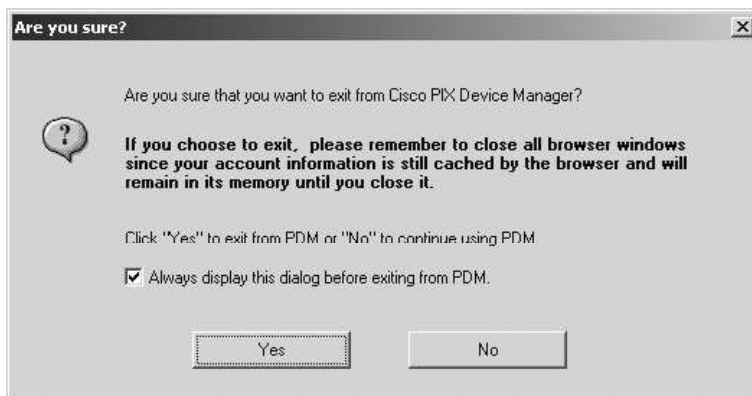 Are you sure?
Are you sure that you want to exit from Cisco PIX Device Manager?
If you choose to exit, please remember to close all browser windows
since your account information is still cached by the browser and will
remain in its memory until you close it.
Click "Yes" to exit from PDM or "No" to continue using PDM
Always display this dialog before exiting from PDM.
Yes
No